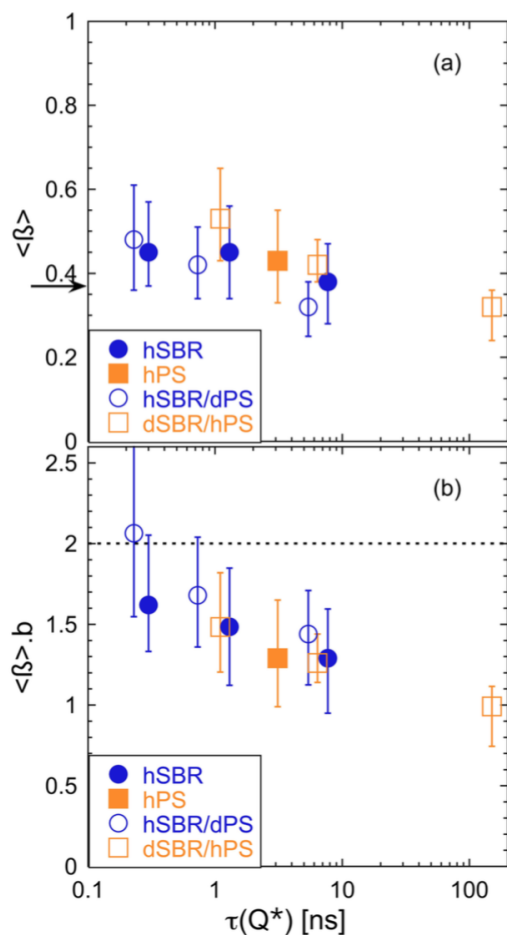 1
(a)
0.8
0.6
<ß>
0.4
0.2
hSBR
hPS
hSBR/dPS
dSBR/hPS
0
2.5
(b)
2
<ß>.b
1.5
1
0.5
hSBR
hPS
hSBR/dPS
dSBR/hPS
0
0.1 1 10 100
τ(Q*) [ns]